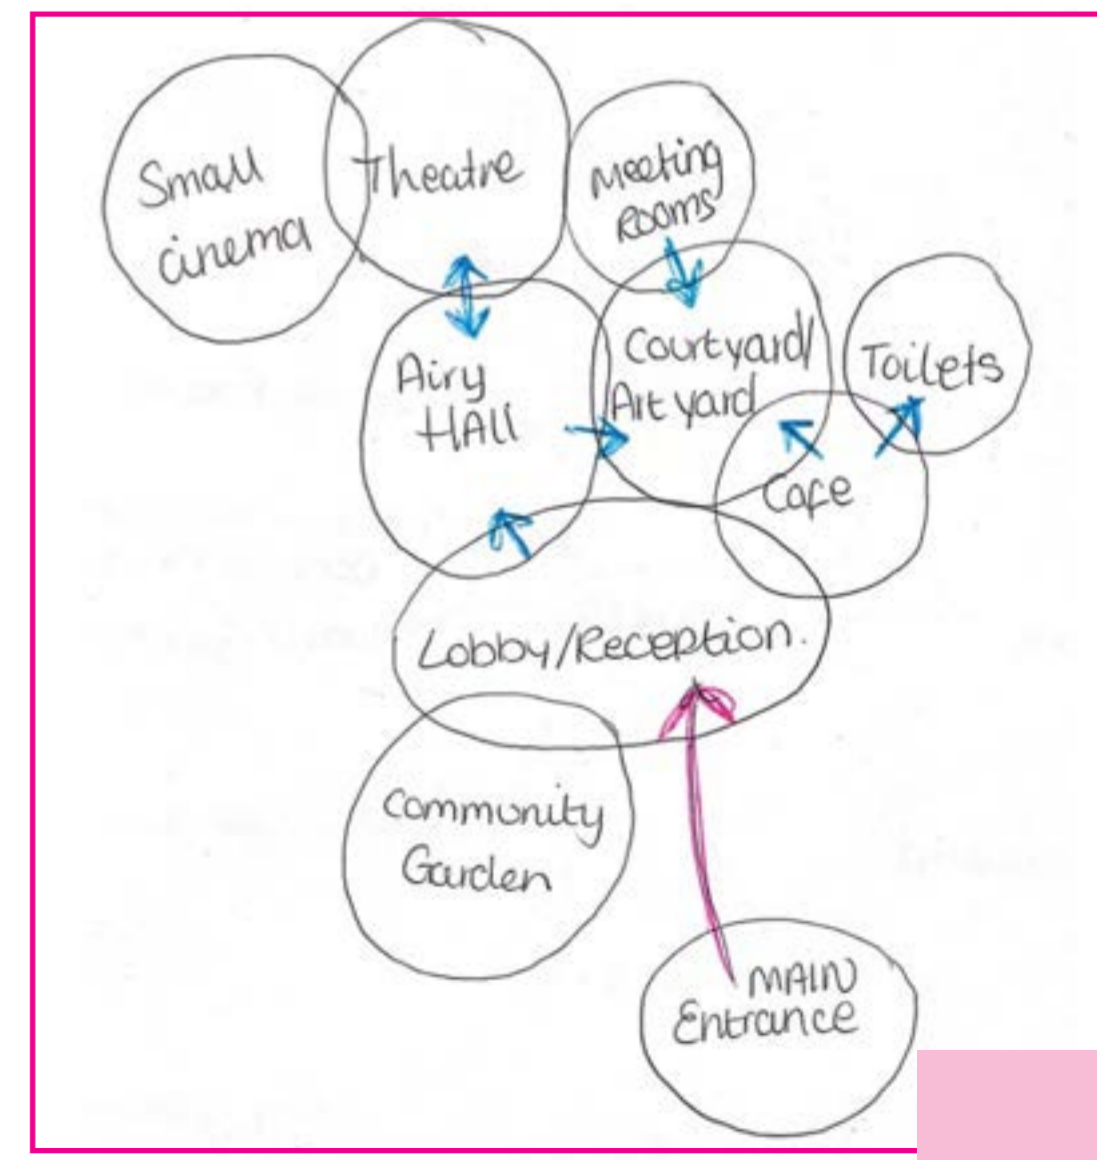 Small
cinema
Theatre
Meeting
ROOMS
Airy
HAll
Courtyard/
Art yard
Toilets
Cafe
Lobby/Reception.
Community
Garden
MAIN
Entrance